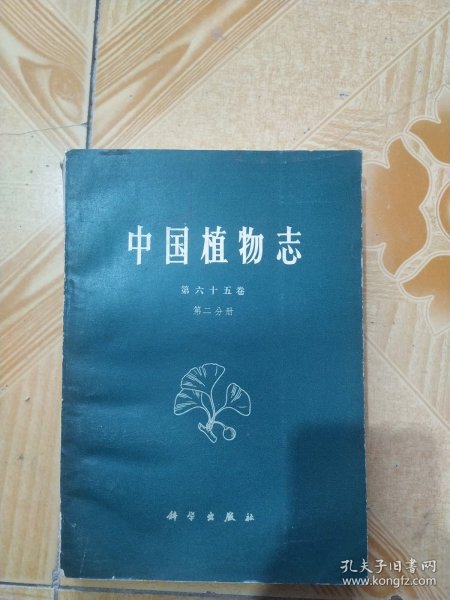 中国植物志
第六十五卷
第二分册
科学出版社
孔夫子旧书网
www.kongfz.com